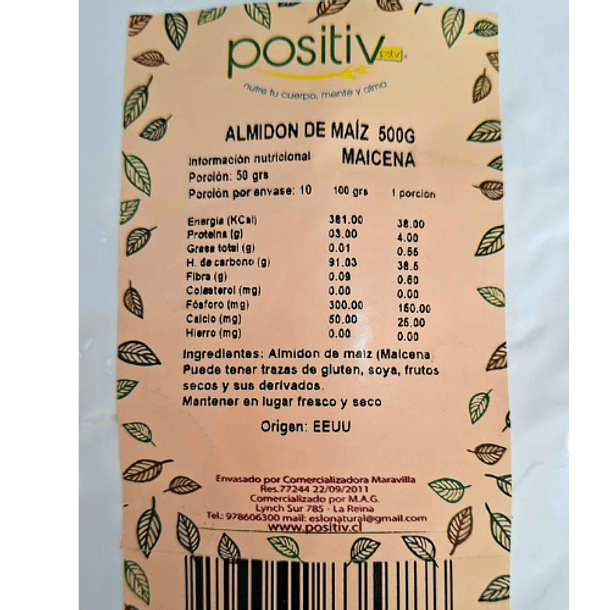 positiv
pstv
nutre tu cuerpo, mente y alma
ALMIDON DE MAÍZ 500G
Información nutricional MAICENA
Porción: 50 grs
Porción por envase: 10 100 grs 1 porcion
Energia (KCal) 381.00 38.00
Proteina (g) 03.00 4.00
Grasa total (g) 0.01 0.55
H. de carbono (g) 91.03 38.5
Fibra (g) 0.09 0.60
Colesterol (mg) 0.00 0.00
Fósforo (mg) 300.00 150.00
Calcio (mg) 50.00 25.00
Hierro (mg) 0.00 0.00
Ingredientes: Almidon de maiz (Maicena
Puede tener trazas de gluten, soya, frutos
secos y sus derivados.
Mantener en lugar fresco y seco
Origen: EEUU
Envasado por Comercializadora Maravilla
Res.77244 22/09/2011
Comercializado por M.A.G.
Lynch Sur 785 - La Reina
Tel.: 978606300 mail: eslonatural@gmail.com
www.positiv.cl